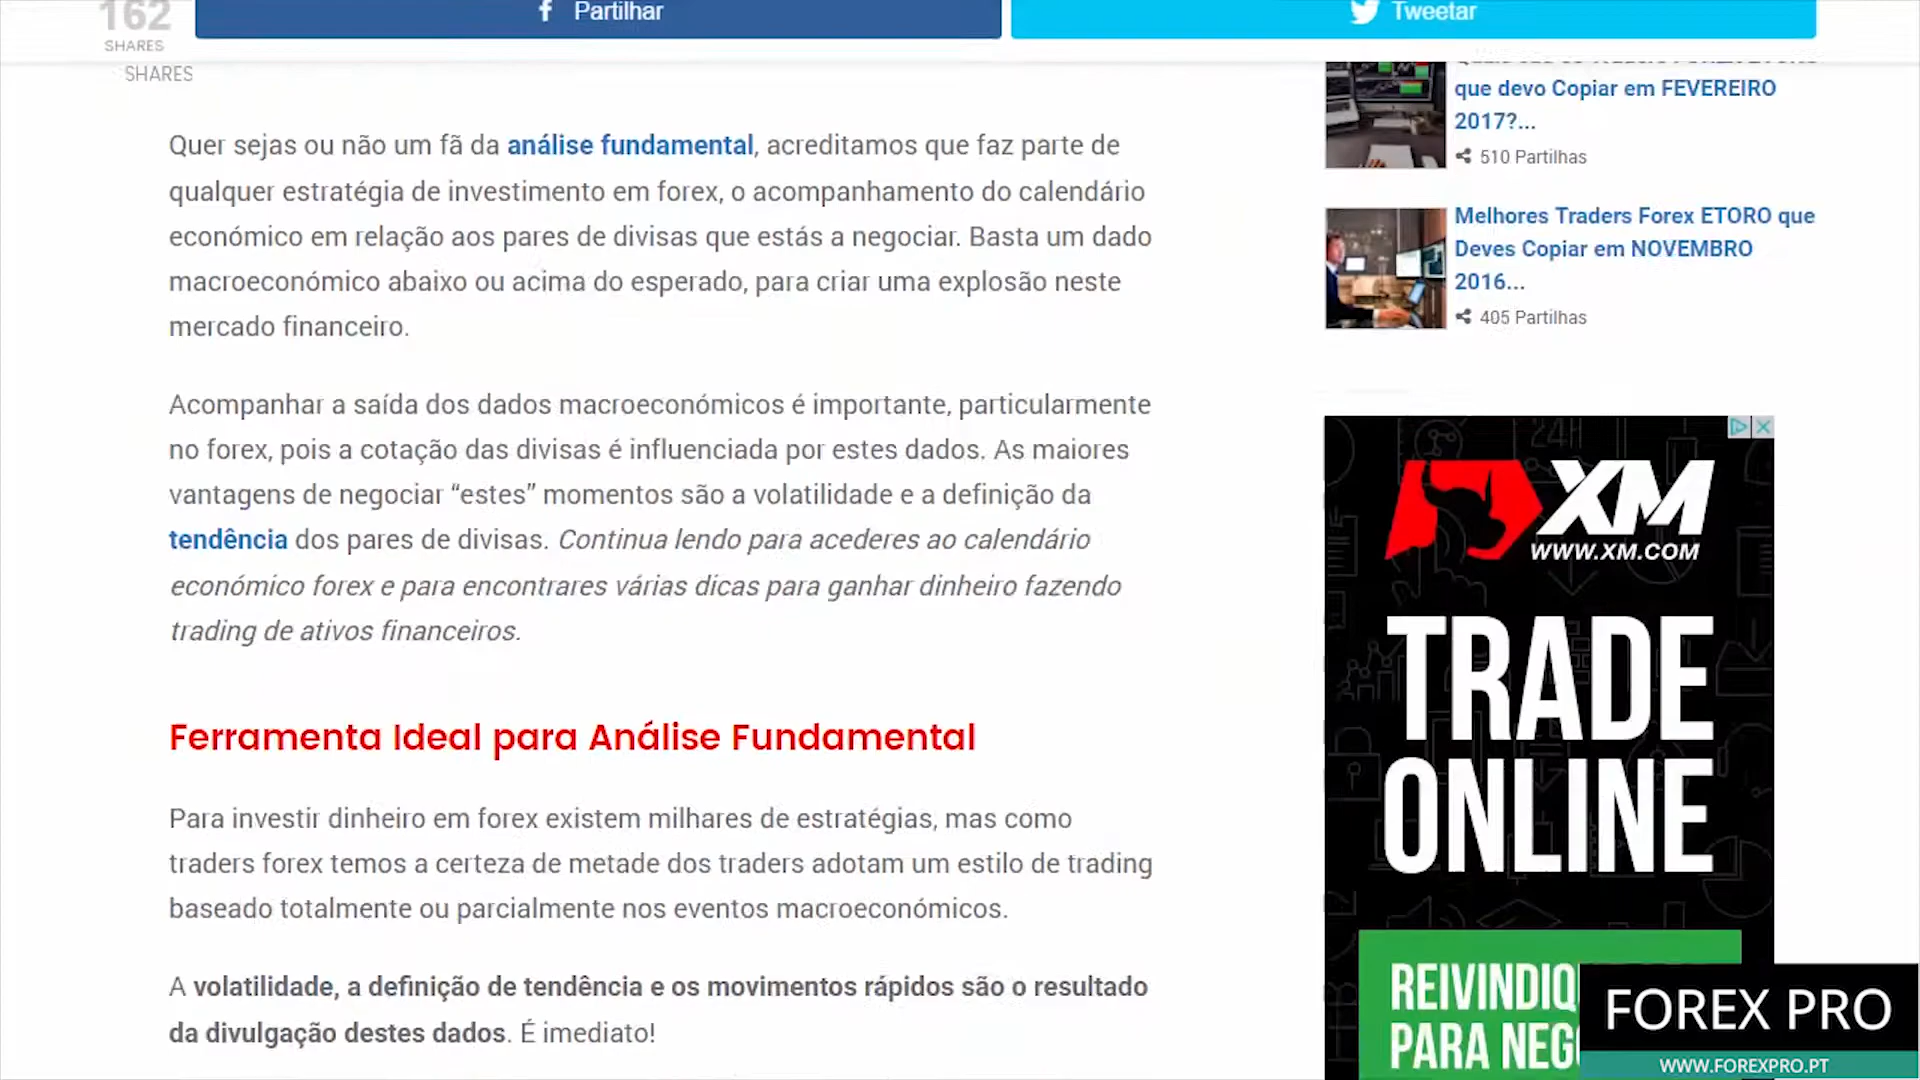 162
SHARES
SHARES
Partilhar
Tweetar
Quer sejas ou não um fã da análise fundamental, acreditamos que faz parte de
qualquer estratégia de investimento em forex, o acompanhamento do calendário
económico em relação aos pares de divisas que estás a negociar. Basta um dado
macroeconómico abaixo ou acima do esperado, para criar uma explosão neste
mercado financeiro.
Acompanhar a saída dos dados macroeconómicos é importante, particularmente
no forex, pois a cotação das divisas é influenciada por estes dados. As maiores
vantagens de negociar “estes” momentos são a volatilidade e a definição da
tendência dos pares de divisas. Continua lendo para acederes ao calendário
económico forex e para encontrares várias dicas para ganhar dinheiro fazendo
trading de ativos financeiros.
Ferramenta Ideal para Análise Fundamental
Para investir dinheiro em forex existem milhares de estratégias, mas como
traders forex temos a certeza de metade dos traders adotam um estilo de trading
baseado totalmente ou parcialmente nos eventos macroeconómicos.
A volatilidade, a definição de tendência e os movimentos rápidos são o resultado
da divulgação destes dados. É imediato!
que devo Copiar em FEVEREIRO
2017?...
510 Partilhas
Melhores Traders Forex ETORO que
Deves Copiar em NOVEMBRO
2016...
405 Partilhas
XM
WWW.XM.COM
TRADE
ONLINE
REIVINDIQ
PARA NEG
FOREX PRO
WWW.FOREXPRO.PT